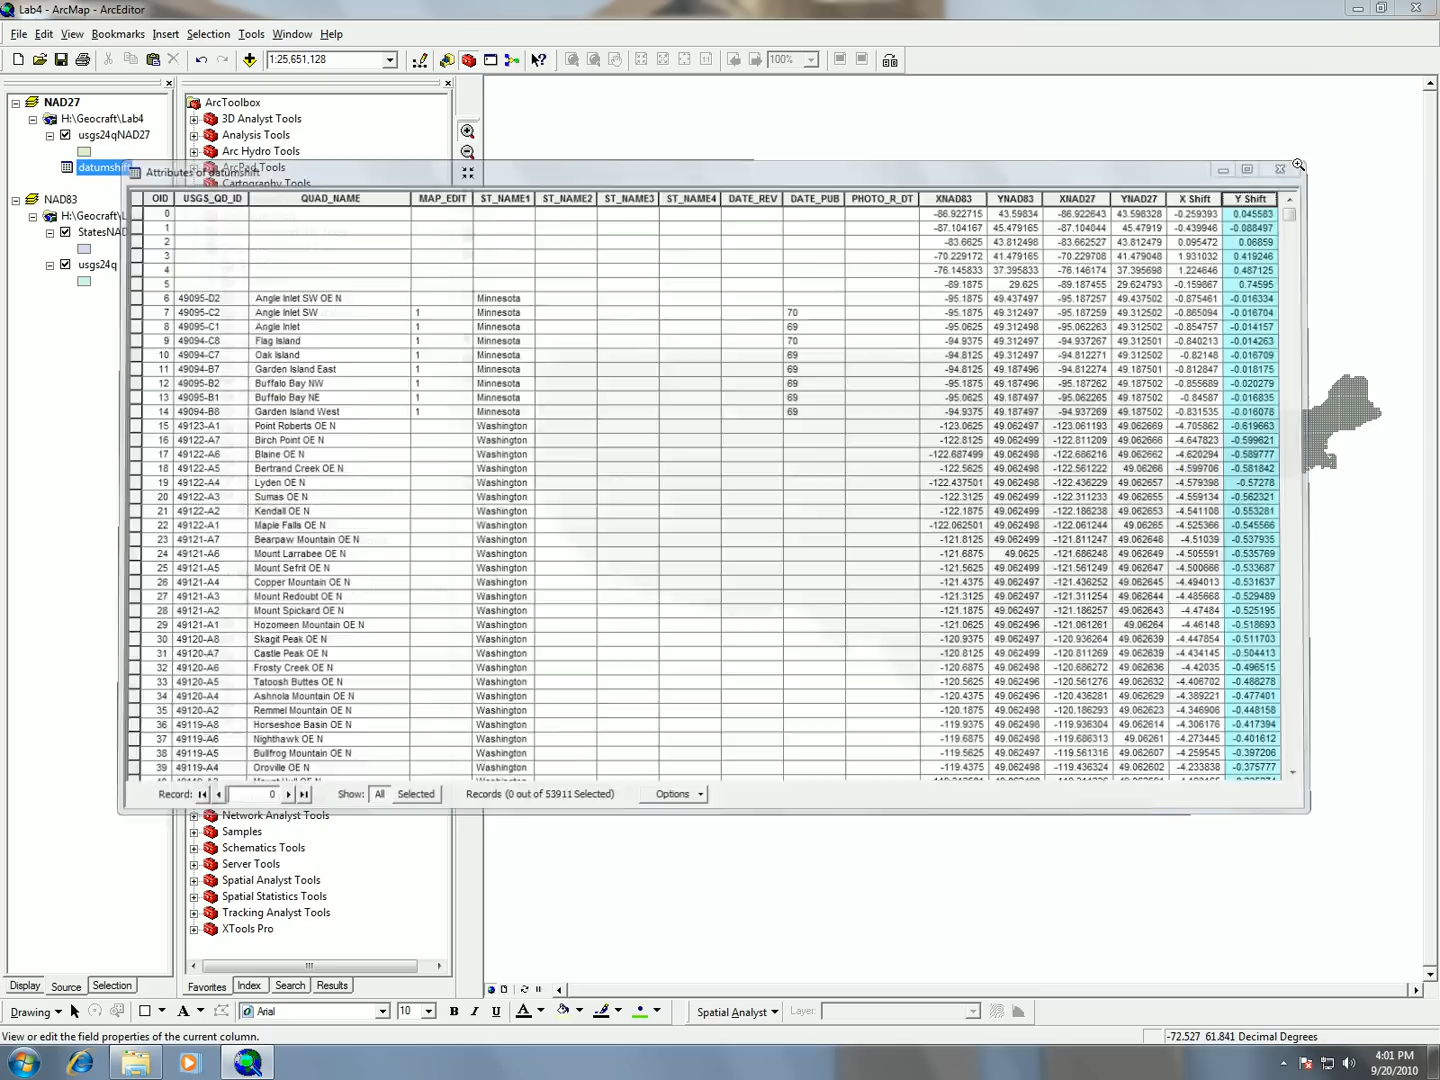 Lab4 - ArcMap - ArcEditor
File Edit View Bookmarks Insert Selection Tools Window Help
1:25,651,128 100%
NAD27
H:\Geocraft\Lab4
usgs24qNAD27
datumshift
NAD83
H:\Geocraft\L
StatesNAD
usgs24q
ArcToolbox
3D Analyst Tools
Analysis Tools
Arc Hydro Tools
ArcPad Tools
Cartography Tools
Attributes of datumshift
OID USGS_QD_ID QUAD_NAME MAP_EDIT ST_NAME1 ST_NAME2 ST_NAME3 ST_NAME4 DATE_REV DATE_PUB PHOTO_R_DT XNAD83 YNAD83 XNAD27 YNAD27 X Shift Y Shift
0 -86.922715 43.59834 -86.922643 43.598328 -0.259393 0.045583
1 -87.104167 45.479165 -87.104044 45.47919 -0.439946 -0.088497
2 -83.6625 43.812498 -83.662527 43.812479 0.095472 0.06859
3 -70.229172 41.479165 -70.229708 41.479048 1.931032 0.419246
4 -76.145833 37.395833 -76.146174 37.395698 1.224646 0.487125
5 -89.1875 29.625 -89.187455 29.624793 -0.159867 0.74595
6 49095-D2 Angle Inlet SW OE N Minnesota -95.1875 49.437497 -95.187257 49.437502 -0.875461 -0.016334
7 49095-C2 Angle Inlet SW 1 Minnesota 70 -95.1875 49.312497 -95.187259 49.312502 -0.865094 -0.016704
8 49095-C1 Angle Inlet 1 Minnesota 69 -95.0625 49.312498 -95.062263 49.312502 -0.854757 -0.014157
9 49094-C8 Flag Island 1 Minnesota 70 -94.9375 49.312497 -94.937267 49.312501 -0.840213 -0.014263
10 49094-C7 Oak Island 1 Minnesota 69 -94.8125 49.312497 -94.812271 49.312502 -0.82148 -0.016709
11 49094-B7 Garden Island East 1 Minnesota 69 -94.8125 49.187496 -94.812274 49.187501 -0.812847 -0.018175
12 49095-B2 Buffalo Bay NW 1 Minnesota 69 -95.1875 49.187496 -95.187262 49.187502 -0.855689 -0.020279
13 49095-B1 Buffalo Bay NE 1 Minnesota 69 -95.0625 49.187497 -95.062265 49.187502 -0.84587 -0.016835
14 49094-B8 Garden Island West 1 Minnesota 69 -94.9375 49.187497 -94.937269 49.187502 -0.831535 -0.016078
15 49123-A1 Point Roberts OE N Washington -123.0625 49.062497 -123.061193 49.062669 -4.705862 -0.619663
16 49122-A7 Birch Point OE N Washington -122.8125 49.062497 -122.811209 49.062666 -4.647823 -0.599621
17 49122-A6 Blaine OE N Washington -122.687499 49.062497 -122.686216 49.062662 -4.620294 -0.589777
18 49122-A5 Bertrand Creek OE N Washington -122.5625 49.062498 -122.561222 49.06266 -4.599706 -0.581842
19 49122-A4 Lyden OE N Washington -122.437501 49.062497 -122.436229 49.062657 -4.579398 -0.57278
20 49122-A3 Sumas OE N Washington -122.3125 49.062497 -122.311233 49.062655 -4.559134 -0.562321
21 49122-A2 Kendall OE N Washington -122.1875 49.062498 -122.186238 49.062653 -4.541108 -0.553281
22 49122-A1 Maple Falls OE N Washington -122.062501 49.062498 -122.061244 49.06265 -4.525366 -0.545566
23 49121-A7 Bearpaw Mountain OE N Washington -121.8125 49.062498 -121.811247 49.062648 -4.51039 -0.537935
24 49121-A6 Mount Larrabee OE N Washington -121.6875 49.0625 -121.686248 49.062649 -4.505591 -0.535769
25 49121-A5 Mount Sefrit OE N Washington -121.5625 49.062498 -121.561249 49.062647 -4.500666 -0.533687
26 49121-A4 Copper Mountain OE N Washington -121.4375 49.062497 -121.436252 49.062645 -4.494013 -0.531637
27 49121-A3 Mount Redoubt OE N Washington -121.3125 49.062497 -121.311254 49.062644 -4.485668 -0.529489
28 49121-A2 Mount Spickard OE N Washington -121.1875 49.062497 -121.186257 49.062643 -4.47484 -0.525195
29 49121-A1 Hozomeen Mountain OE N Washington -121.0625 49.062496 -121.061261 49.06264 -4.46148 -0.518693
30 49120-A8 Skagit Peak OE N Washington -120.9375 49.062497 -120.936264 49.062639 -4.447854 -0.511703
31 49120-A7 Castle Peak OE N Washington -120.8125 49.062497 -120.811269 49.062639 -4.434145 -0.504413
32 49120-A6 Frosty Creek OE N Washington -120.6875 49.062498 -120.686272 49.062636 -4.42035 -0.496515
33 49120-A5 Tatoosh Buttes OE N Washington -120.5625 49.062496 -120.561276 49.062632 -4.406702 -0.488278
34 49120-A4 Ashnola Mountain OE N Washington -120.4375 49.062496 -120.436281 49.062629 -4.389221 -0.477401
35 49120-A2 Remmel Mountain OE N Washington -120.1875 49.062498 -120.186293 49.062623 -4.346906 -0.448158
36 49119-A8 Horseshoe Basin OE N Washington -119.9375 49.062498 -119.936304 49.062614 -4.306176 -0.417394
37 49119-A6 Nighthawk OE N Washington -119.6875 49.062498 -119.686313 49.06261 -4.273445 -0.401612
38 49119-A5 Bullfrog Mountain OE N Washington -119.5625 49.062496 -119.561316 49.062607 -4.259545 -0.397206
39 49119-A4 Oroville OE N Washington -119.4375 49.062498 -119.436324 49.062602 -4.233838 -0.375777
Record: 0 Show: All Selected Records (0 out of 53911 Selected) Options
Network Analyst Tools
Samples
Schematics Tools
Server Tools
Spatial Analyst Tools
Spatial Statistics Tools
Tracking Analyst Tools
XTools Pro
Display Source Selection Favorites Index Search Results
Drawing A Arial 10 B I U A Spatial Analyst Layer:
View or edit the field properties of the current column. -72.527 61.841 Decimal Degrees
4:01 PM
9/20/2010